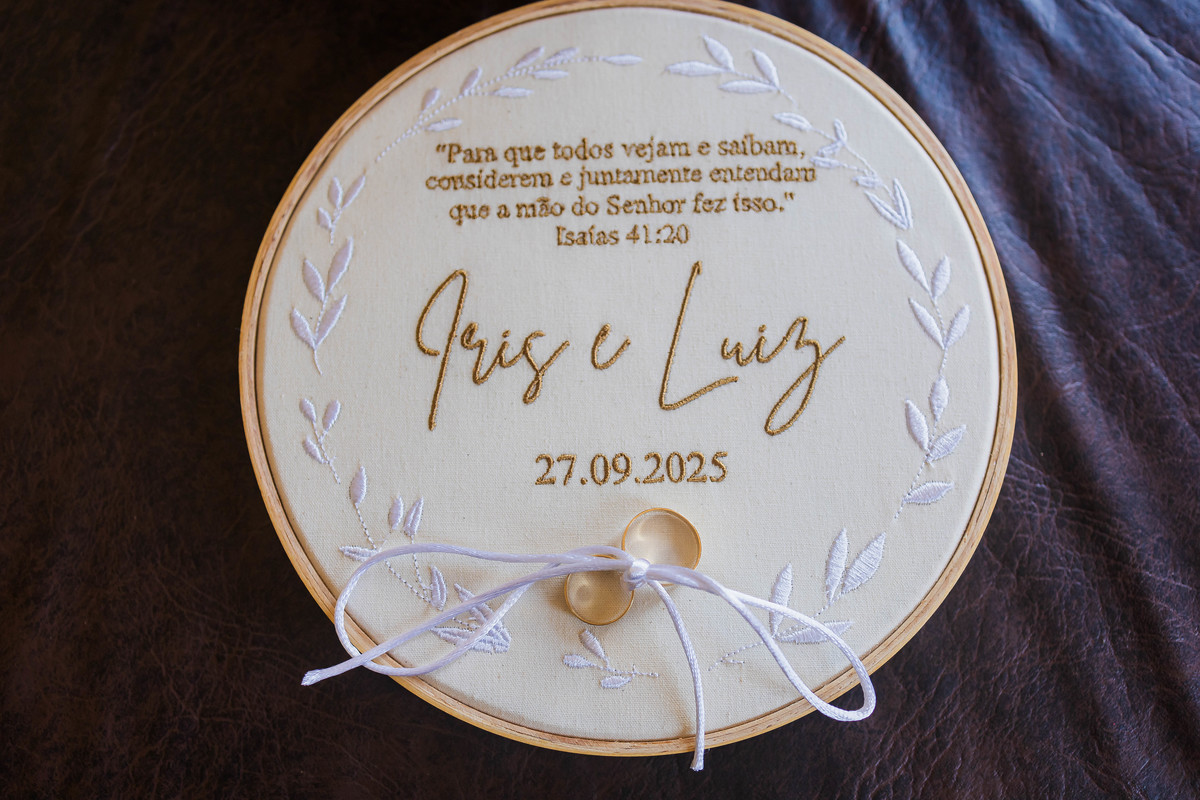 "Para que todos vejam e saibam,
considerem e juntamente entendam
que a mão do Senhor fez isso."
Isaías 41:20
Iris e Luiz
27.09.2025